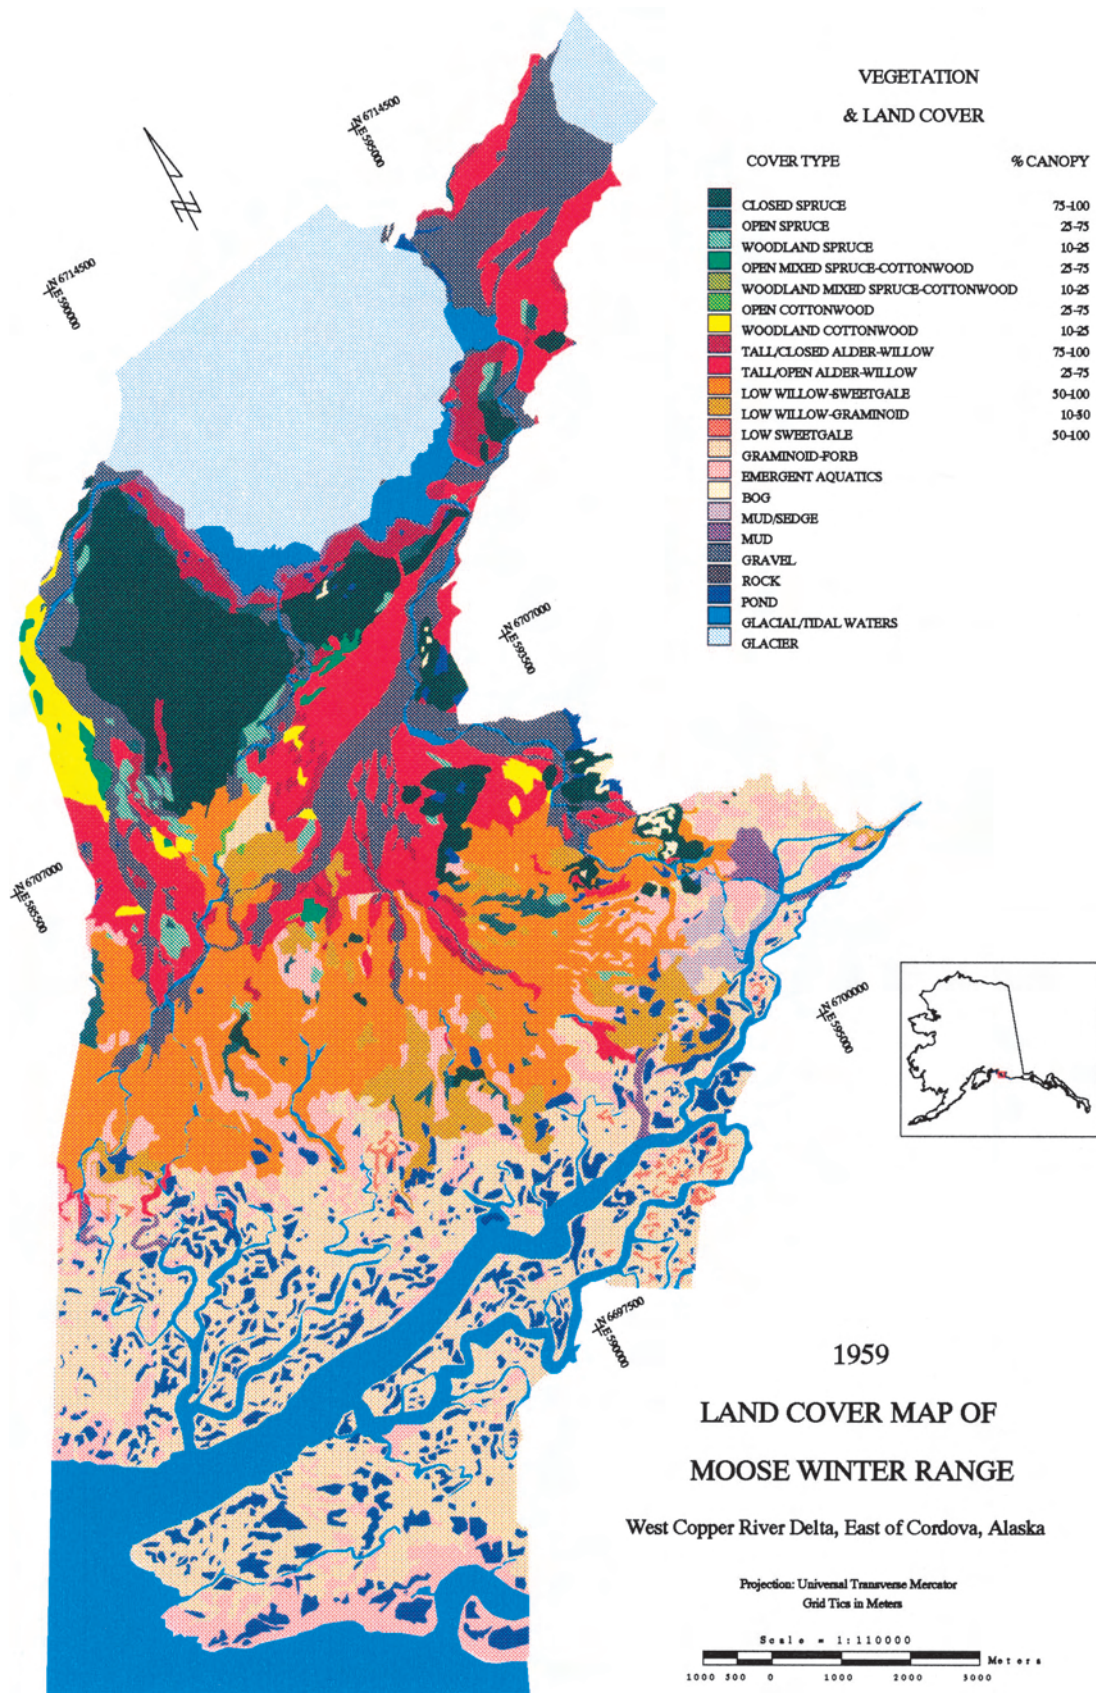 VEGETATION
& LAND COVER
COVER TYPE % CANOPY
CLOSED SPRUCE 75-100
OPEN SPRUCE 25-75
WOODLAND SPRUCE 10-25
OPEN MIXED SPRUCE-COTTONWOOD 25-75
WOODLAND MIXED SPRUCE-COTTONWOOD 10-25
OPEN COTTONWOOD 25-75
WOODLAND COTTONWOOD 10-25
TALL/CLOSED ALDER-WILLOW 75-100
TALL/OPEN ALDER-WILLOW 25-75
LOW WILLOW-SWEETGALE 50-100
LOW WILLOW-GRAMINOID 10-50
LOW SWEETGALE 50-100
GRAMINOID-FORB
EMERGENT AQUATICS
BOG
MUD/SEDGE
MUD
GRAVEL
ROCK
POND
GLACIAL/TIDAL WATERS
GLACIER
N 6714500
E 595000
N 6714500
E 590000
N 6707000
E 593500
N 6707000
E 585500
N 6700000
E 595000
N 6697500
E 590000
1959
LAND COVER MAP OF
MOOSE WINTER RANGE
West Copper River Delta, East of Cordova, Alaska
Projection: Universal Transverse Mercator
Grid Tics in Meters
Scale = 1:110000
Meters
1000 500 0 1000 2000 3000
N